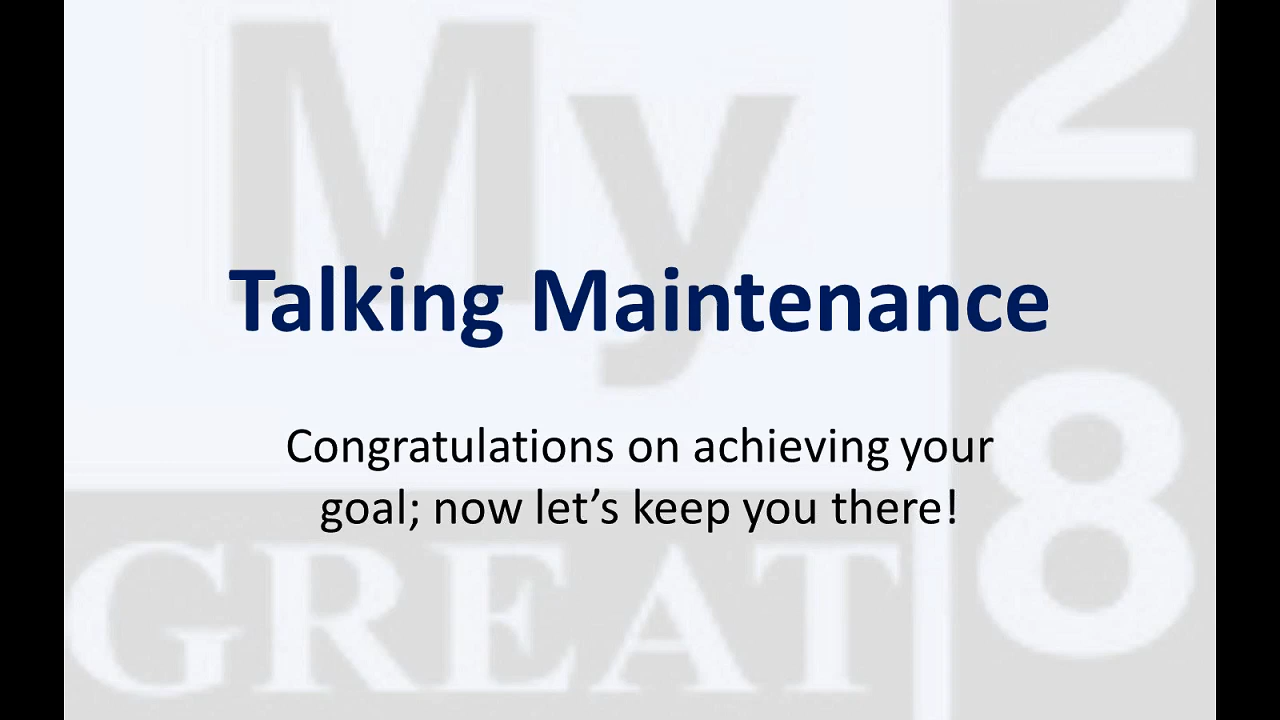 My
2
8
GREAT
Talking Maintenance
Congratulations on achieving your
goal; now let’s keep you there!